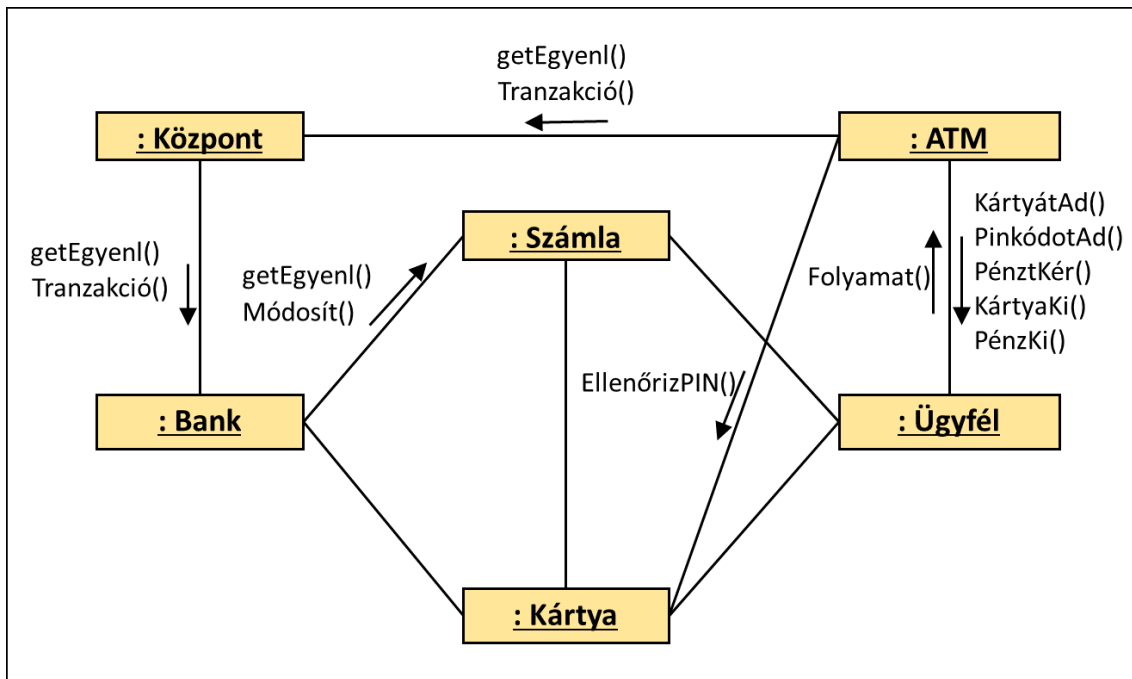 getEgyenl()
Tranzakció()
: Központ
: ATM
KártyátAd()
PinkódotAd()
PénztKér()
KártyaKi()
PénzKi()
Folyamat()
: Számla
getEgyenl()
Tranzakció()
getEgyenl()
Módosít()
EllenőrizPIN()
: Bank
: Ügyfél
: Kártya